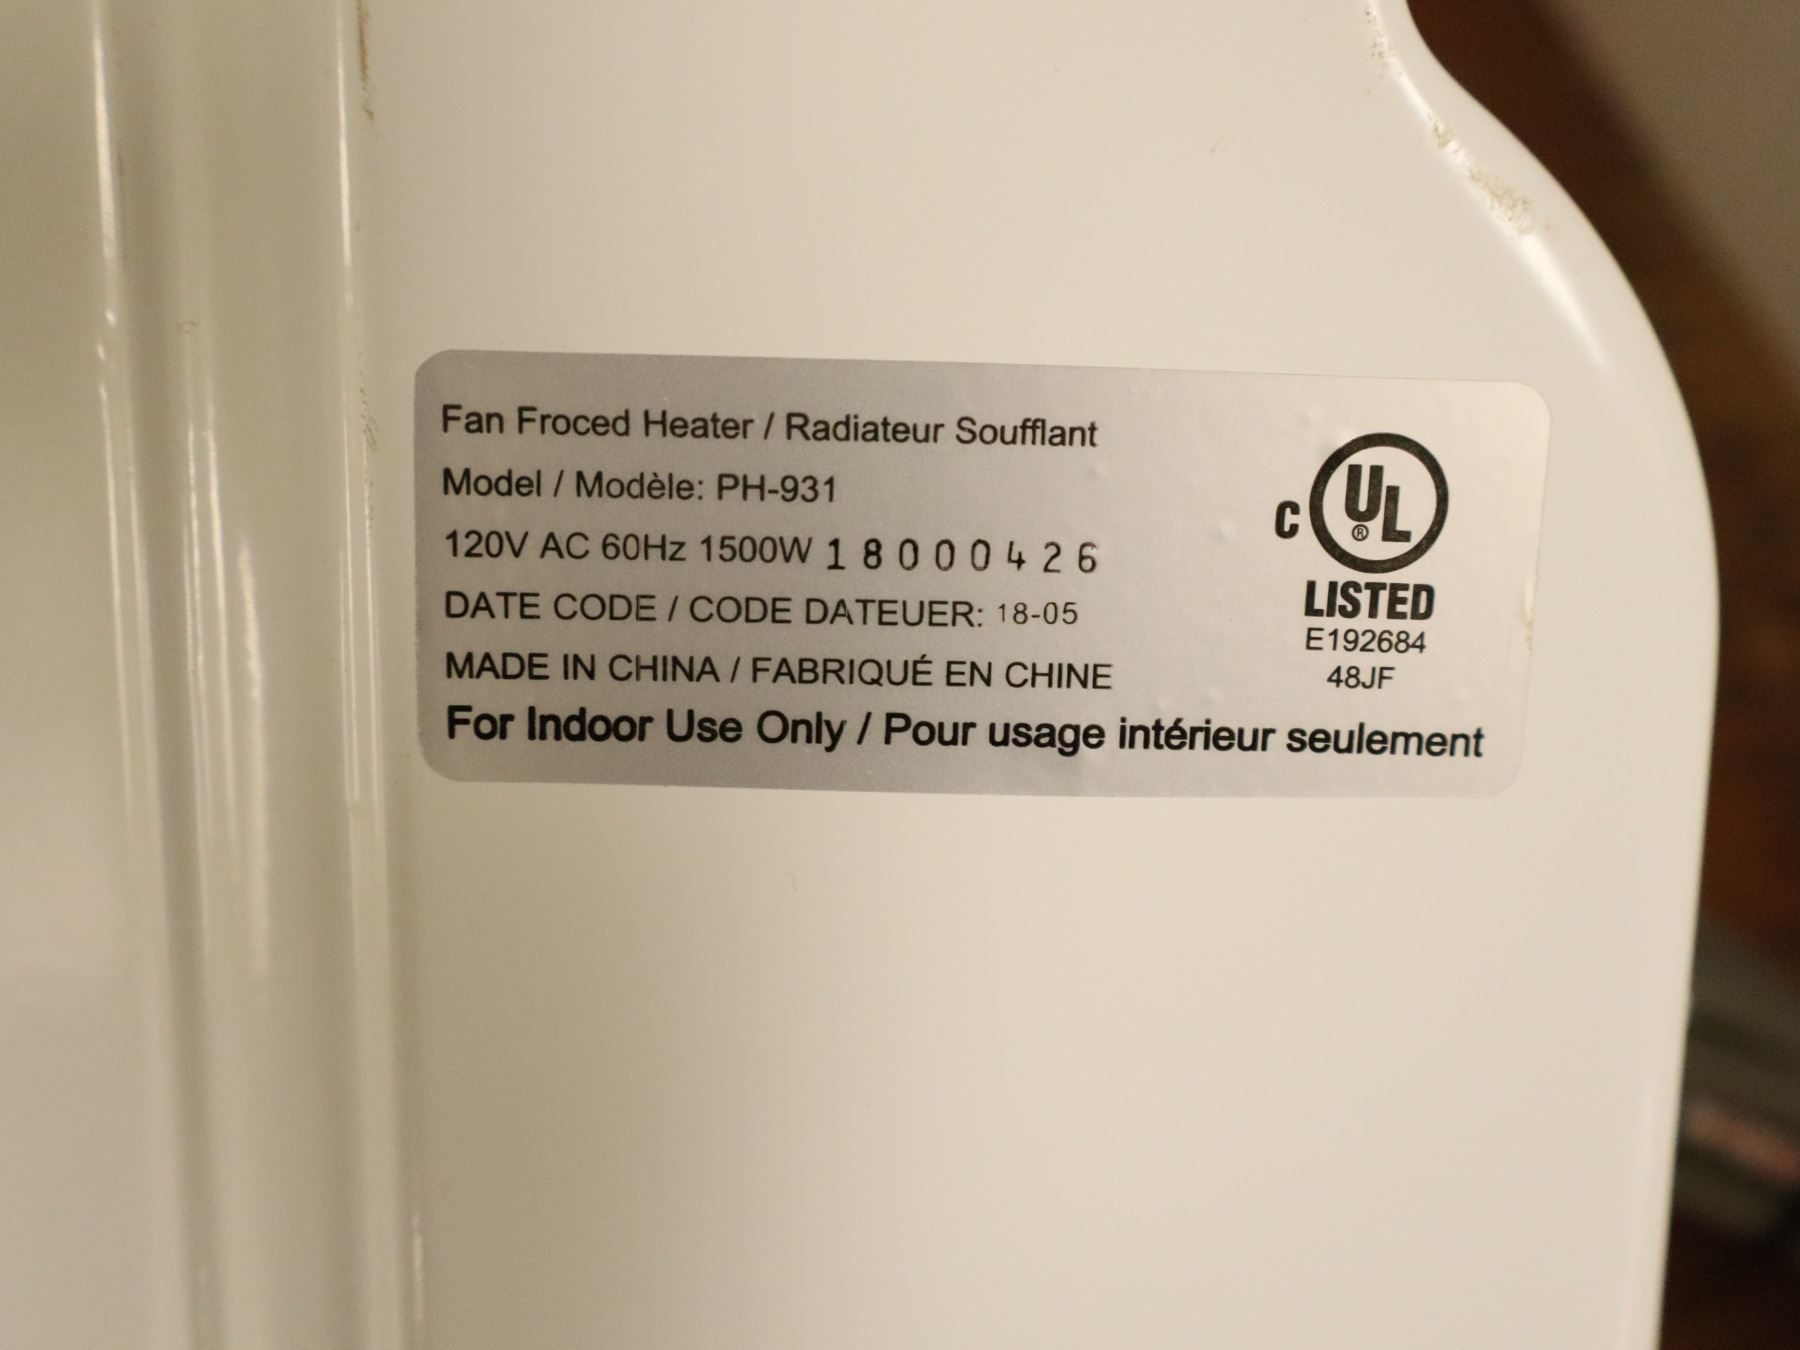 Fan Froced Heater / Radiateur Soufflant
Model / Modèle: PH-931
120V AC 60Hz 1500W 18000426
DATE CODE / CODE DATEUER: 18-05
MADE IN CHINA / FABRIQUÉ EN CHINE
For Indoor Use Only / Pour usage intérieur seulement
C UL ®
LISTED
E192684
48JF